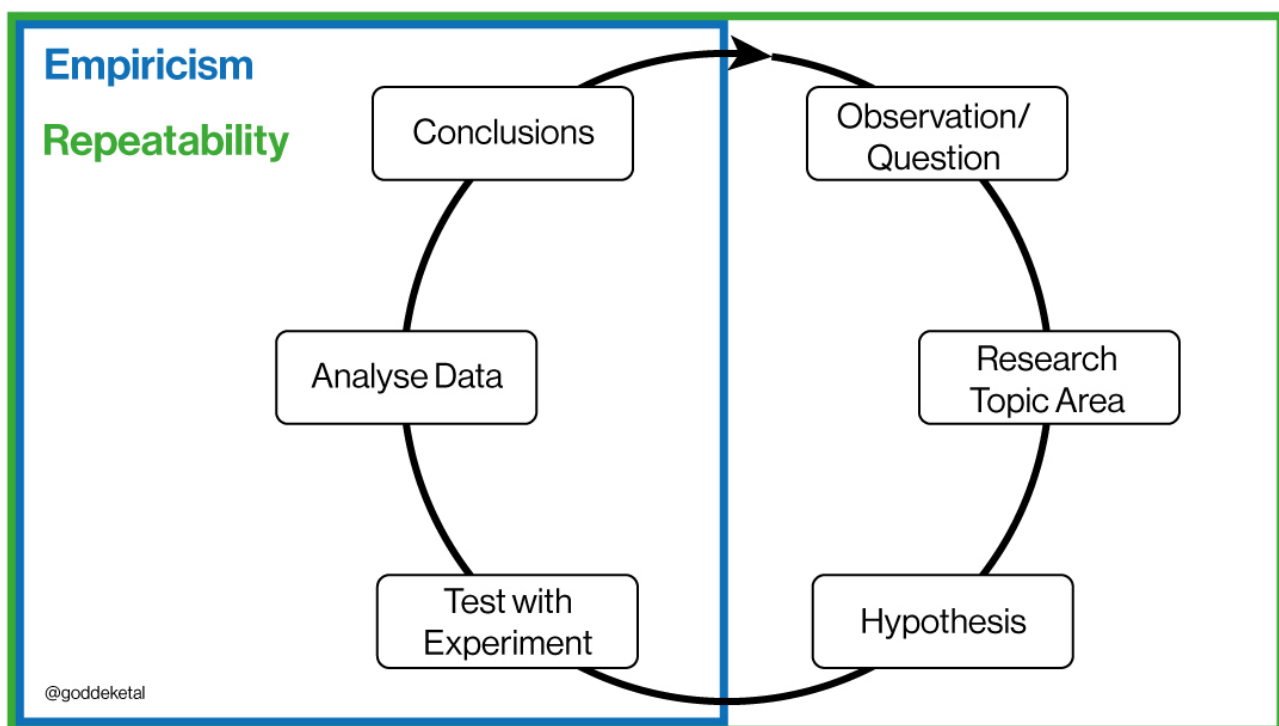 Empiricism
Repeatability
Conclusions
Observation/
Question
Analyse Data
Research
Topic Area
Test with
Experiment
Hypothesis
@goddeketal